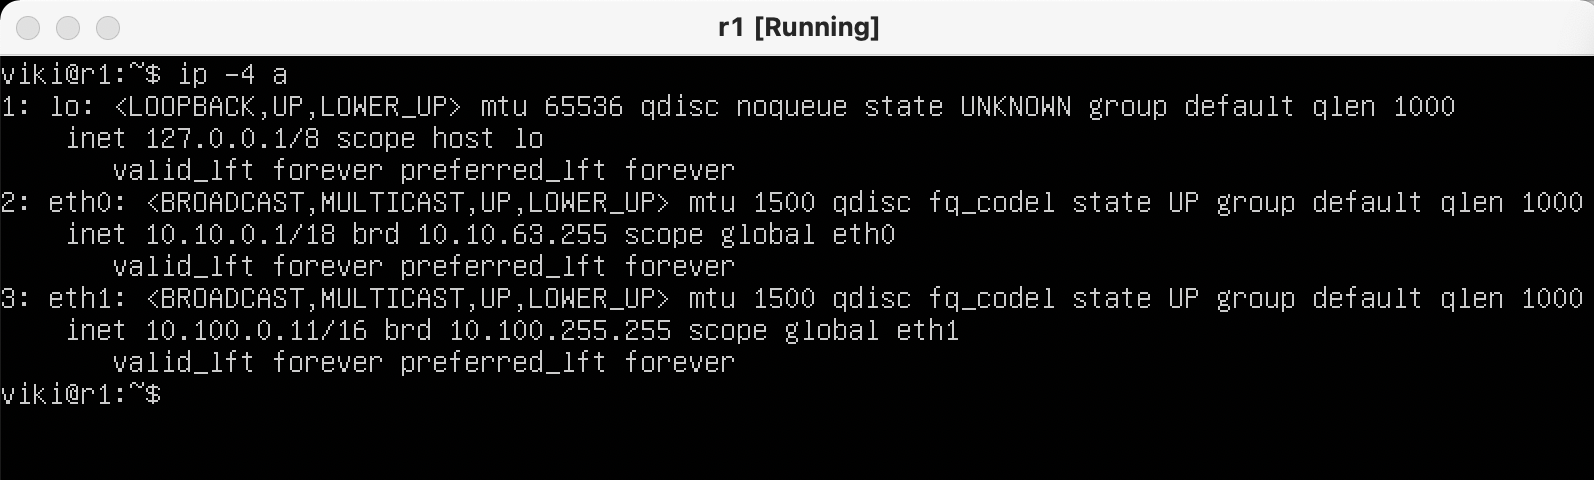 r1 [Running]
viki@r1:~$ ip -4 a
1: lo: <LOOPBACK,UP,LOWER_UP> mtu 65536 qdisc noqueue state UNKNOWN group default qlen 1000
    inet 127.0.0.1/8 scope host lo
       valid_lft forever preferred_lft forever
2: eth0: <BROADCAST,MULTICAST,UP,LOWER_UP> mtu 1500 qdisc fq_codel state UP group default qlen 1000
    inet 10.10.0.1/18 brd 10.10.63.255 scope global eth0
       valid_lft forever preferred_lft forever
3: eth1: <BROADCAST,MULTICAST,UP,LOWER_UP> mtu 1500 qdisc fq_codel state UP group default qlen 1000
    inet 10.100.0.11/16 brd 10.100.255.255 scope global eth1
       valid_lft forever preferred_lft forever
viki@r1:~$